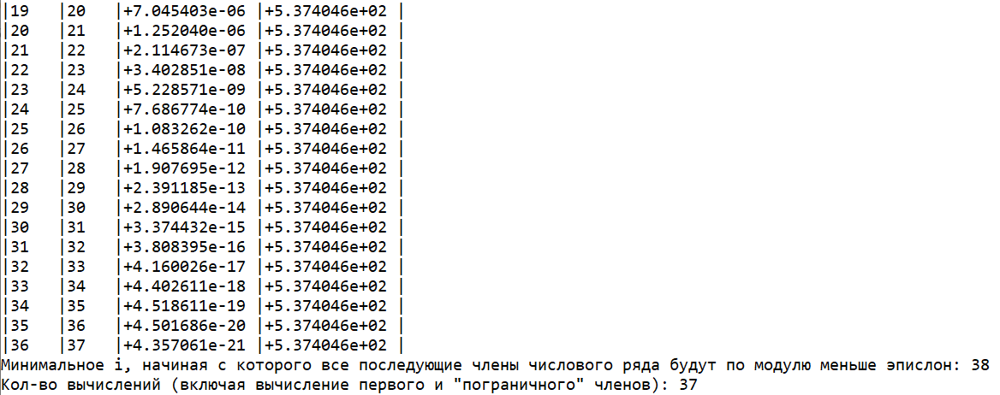 |19   |20   |+7.045403e-06 |+5.374046e+02 |
|20   |21   |+1.252040e-06 |+5.374046e+02 |
|21   |22   |+2.114673e-07 |+5.374046e+02 |
|22   |23   |+3.402851e-08 |+5.374046e+02 |
|23   |24   |+5.228571e-09 |+5.374046e+02 |
|24   |25   |+7.686774e-10 |+5.374046e+02 |
|25   |26   |+1.083262e-10 |+5.374046e+02 |
|26   |27   |+1.465864e-11 |+5.374046e+02 |
|27   |28   |+1.907695e-12 |+5.374046e+02 |
|28   |29   |+2.391185e-13 |+5.374046e+02 |
|29   |30   |+2.890644e-14 |+5.374046e+02 |
|30   |31   |+3.374432e-15 |+5.374046e+02 |
|31   |32   |+3.808395e-16 |+5.374046e+02 |
|32   |33   |+4.160026e-17 |+5.374046e+02 |
|33   |34   |+4.402611e-18 |+5.374046e+02 |
|34   |35   |+4.518611e-19 |+5.374046e+02 |
|35   |36   |+4.501686e-20 |+5.374046e+02 |
|36   |37   |+4.357061e-21 |+5.374046e+02 |
Минимальное i, начиная с которого все последующие члены числового ряда будут по модулю меньше эпислон: 38
Кол-во вычислений (включая вычисление первого и "пограничного" членов): 37